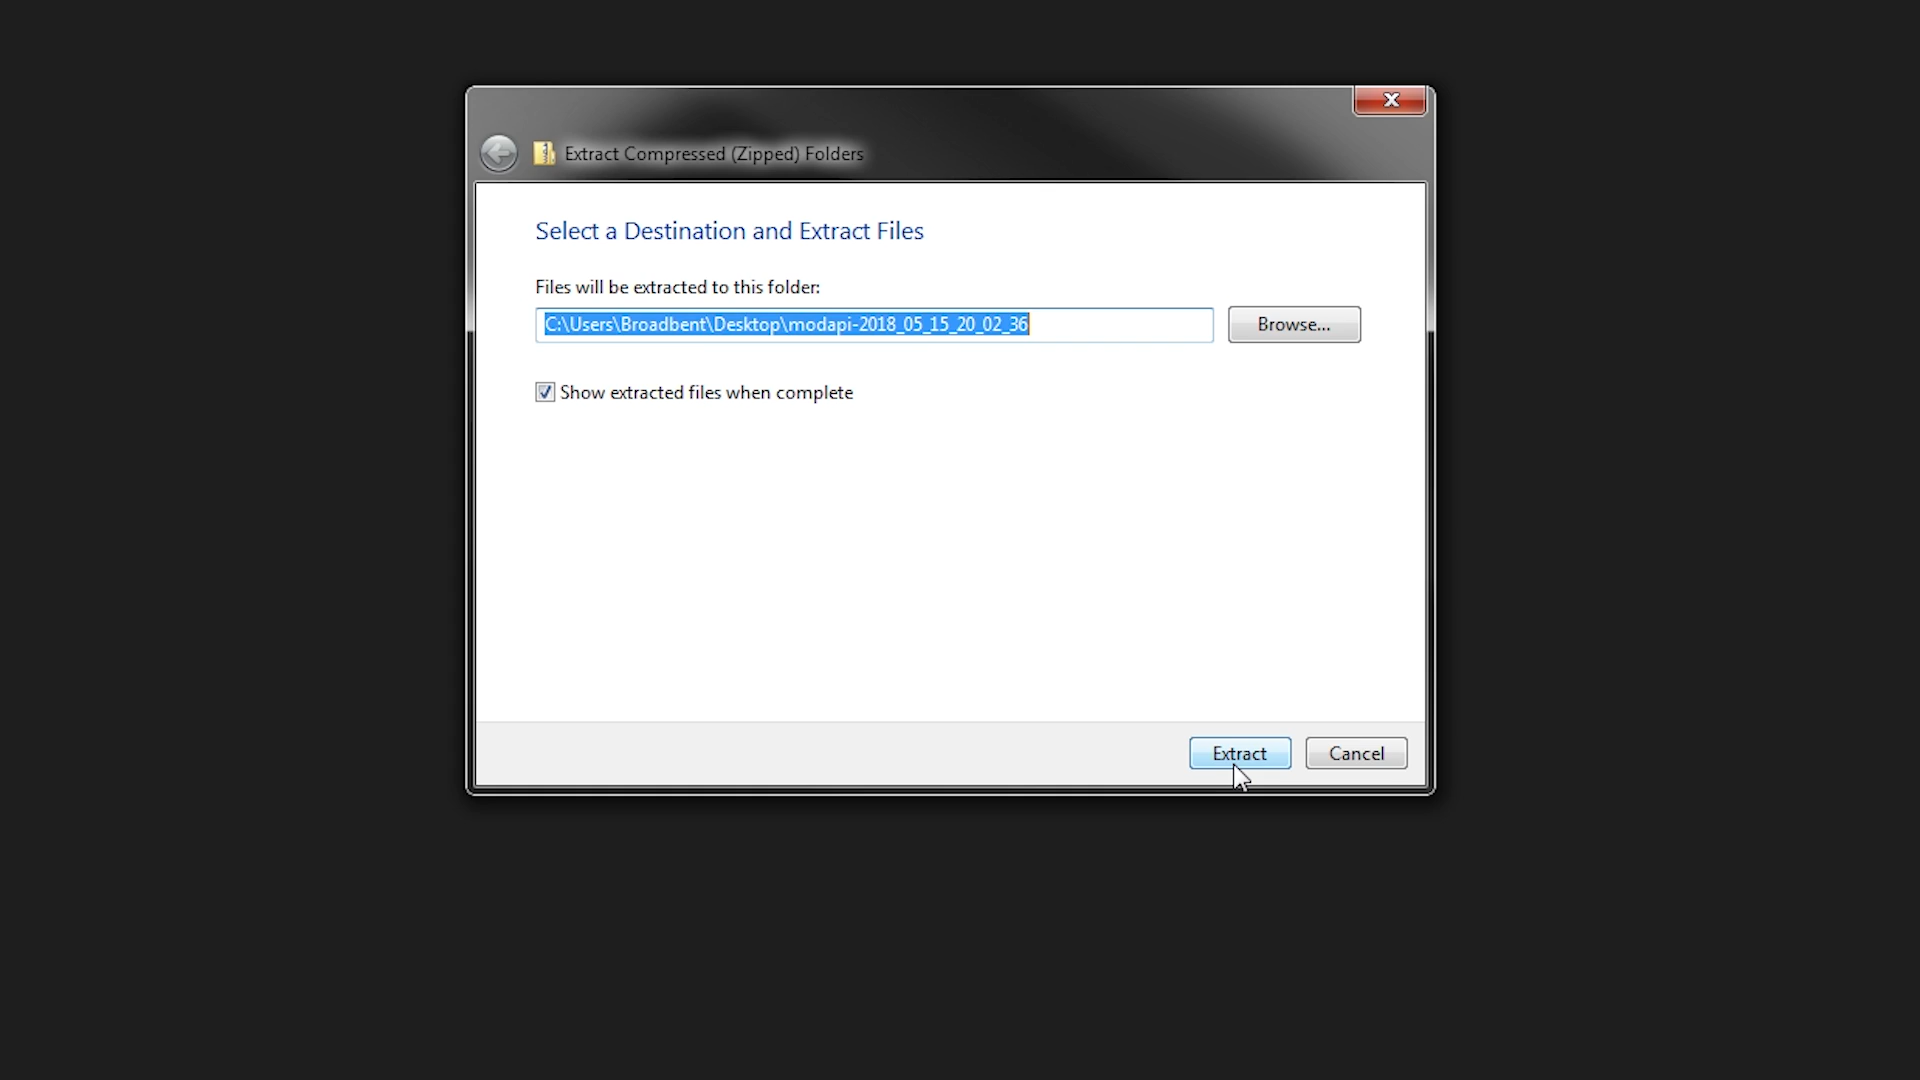 Extract Compressed (Zipped) Folders
Select a Destination and Extract Files
Files will be extracted to this folder:
C:\Users\Broadbent\Desktop\modapi-2018_05_15_20_02_36
Browse...
Show extracted files when complete
Extract
Cancel